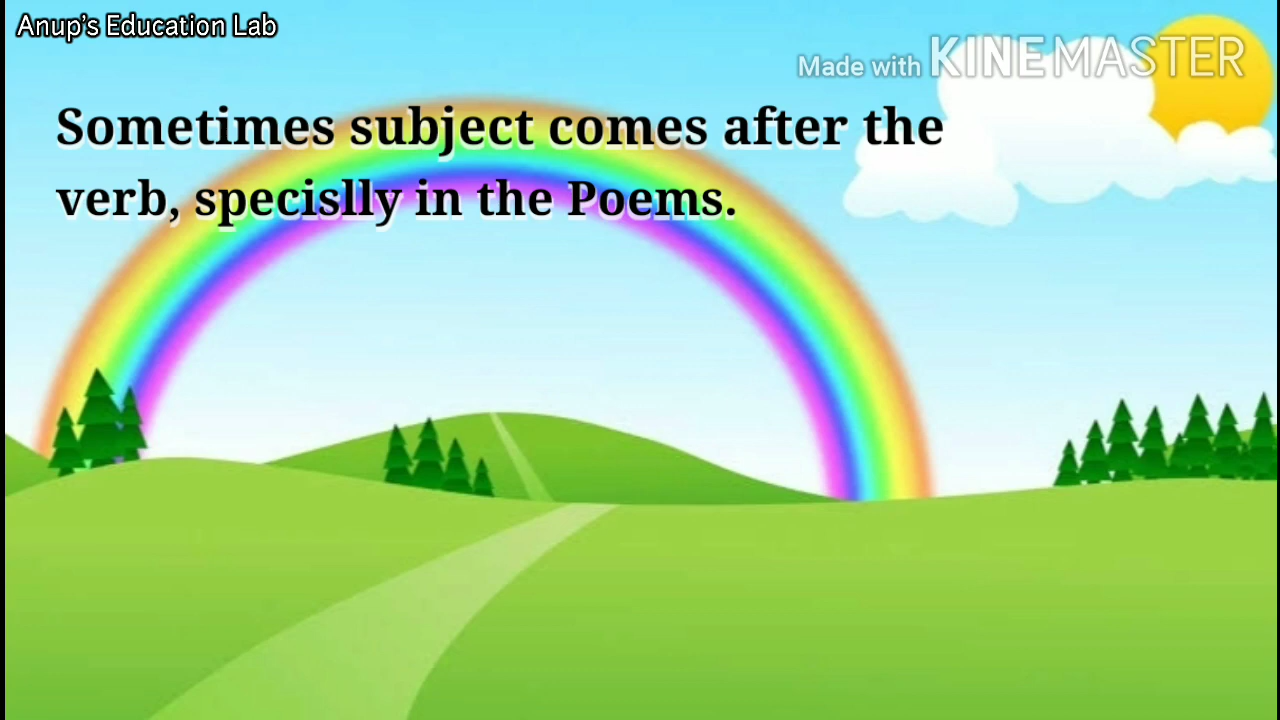 Anup's Education Lab
Made with KINEMASTER
Sometimes subject comes after the
verb, specislly in the Poems.